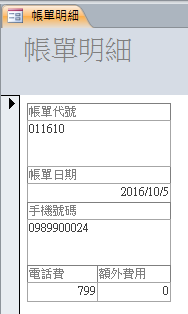 帳單明細
帳單明細
帳單代號
011610
帳單日期
2016/10/5
手機號碼
0989900024
電話費 額外費用
799 0